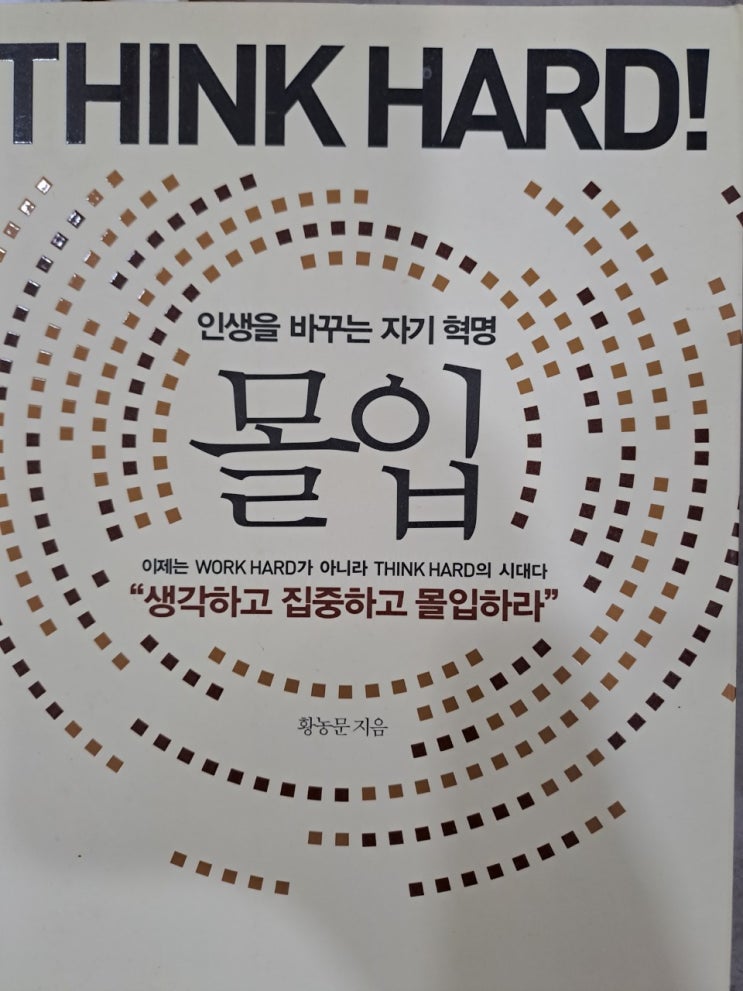 THINK HARD!
인생을 바꾸는 자기 혁명
몰입
이제는 WORK HARD가 아니라 THINK HARD의 시대다
“생각하고 집중하고 몰입하라”
황농문 지음